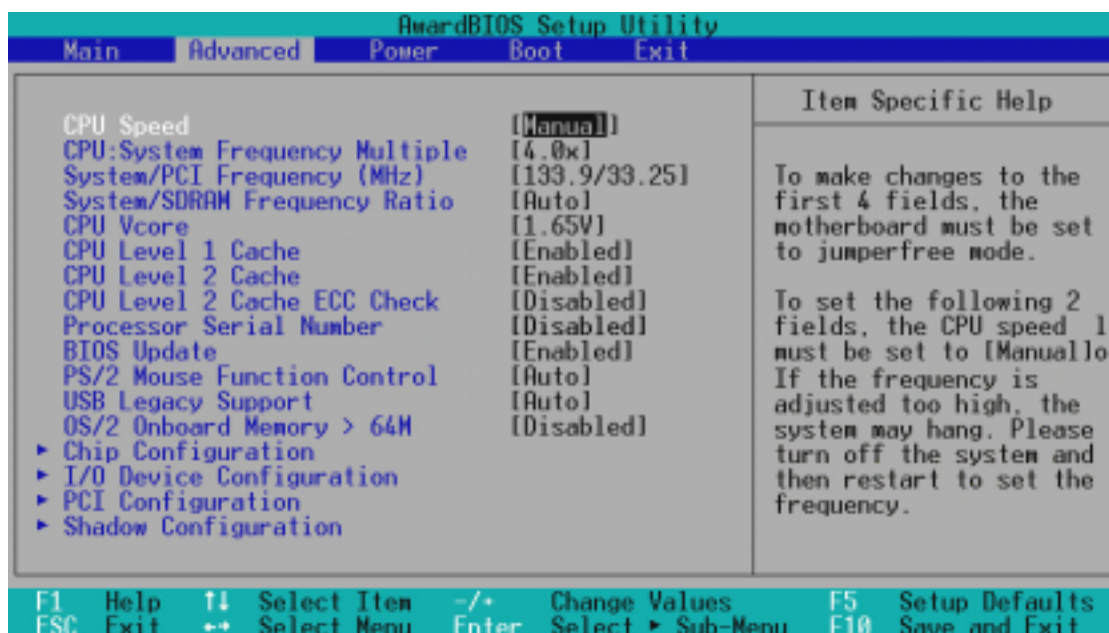 AwardBIOS Setup Utility
Main Advanced Power Boot Exit
Item Specific Help
CPU Speed [Manual]
CPU:System Frequency Multiple [4.0x]
System/PCI Frequency (MHz) [133.9/33.25]
System/SDRAM Frequency Ratio [Auto]
CPU Vcore [1.65V]
CPU Level 1 Cache [Enabled]
CPU Level 2 Cache [Enabled]
CPU Level 2 Cache ECC Check [Disabled]
Processor Serial Number [Disabled]
BIOS Update [Enabled]
PS/2 Mouse Function Control [Auto]
USB Legacy Support [Auto]
OS/2 Onboard Memory > 64M [Disabled]
► Chip Configuration
► I/O Device Configuration
► PCI Configuration
► Shadow Configuration
To make changes to the
first 4 fields, the
motherboard must be set
to jumperfree mode.
To set the following 2
fields, the CPU speed l
must be set to [Manuallo
If the frequency is
adjusted too high, the
system may hang. Please
turn off the system and
then restart to set the
frequency.
F1 Help ↑↓ Select Item -/+ Change Values F5 Setup Defaults
ESC Exit ←→ Select Menu Enter Select ► Sub-Menu F10 Save and Exit